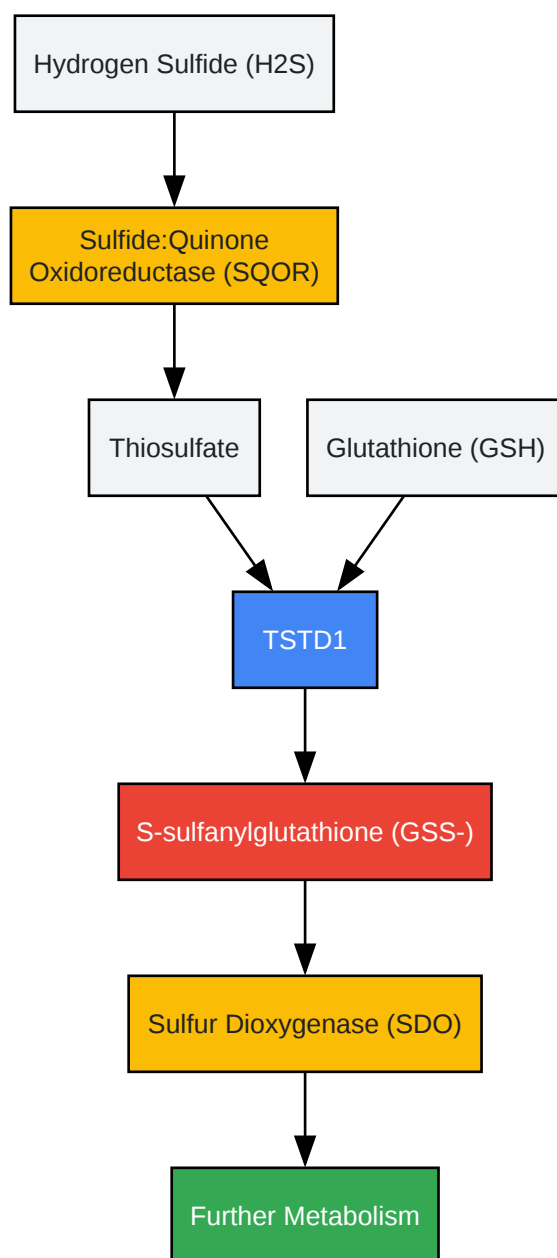 Hydrogen Sulfide (H2S)
Sulfide:Quinone
Oxidoreductase (SQOR)
Thiosulfate
Glutathione (GSH)
TSTD1
S-sulfanylglutathione (GSS-)
Sulfur Dioxygenase (SDO)
Further Metabolism